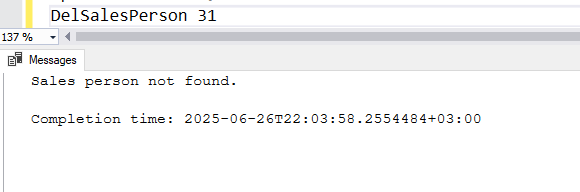 DelSalesPerson 31
137 %
Messages
Sales person not found.
Completion time: 2025-06-26T22:03:58.2554484+03:00